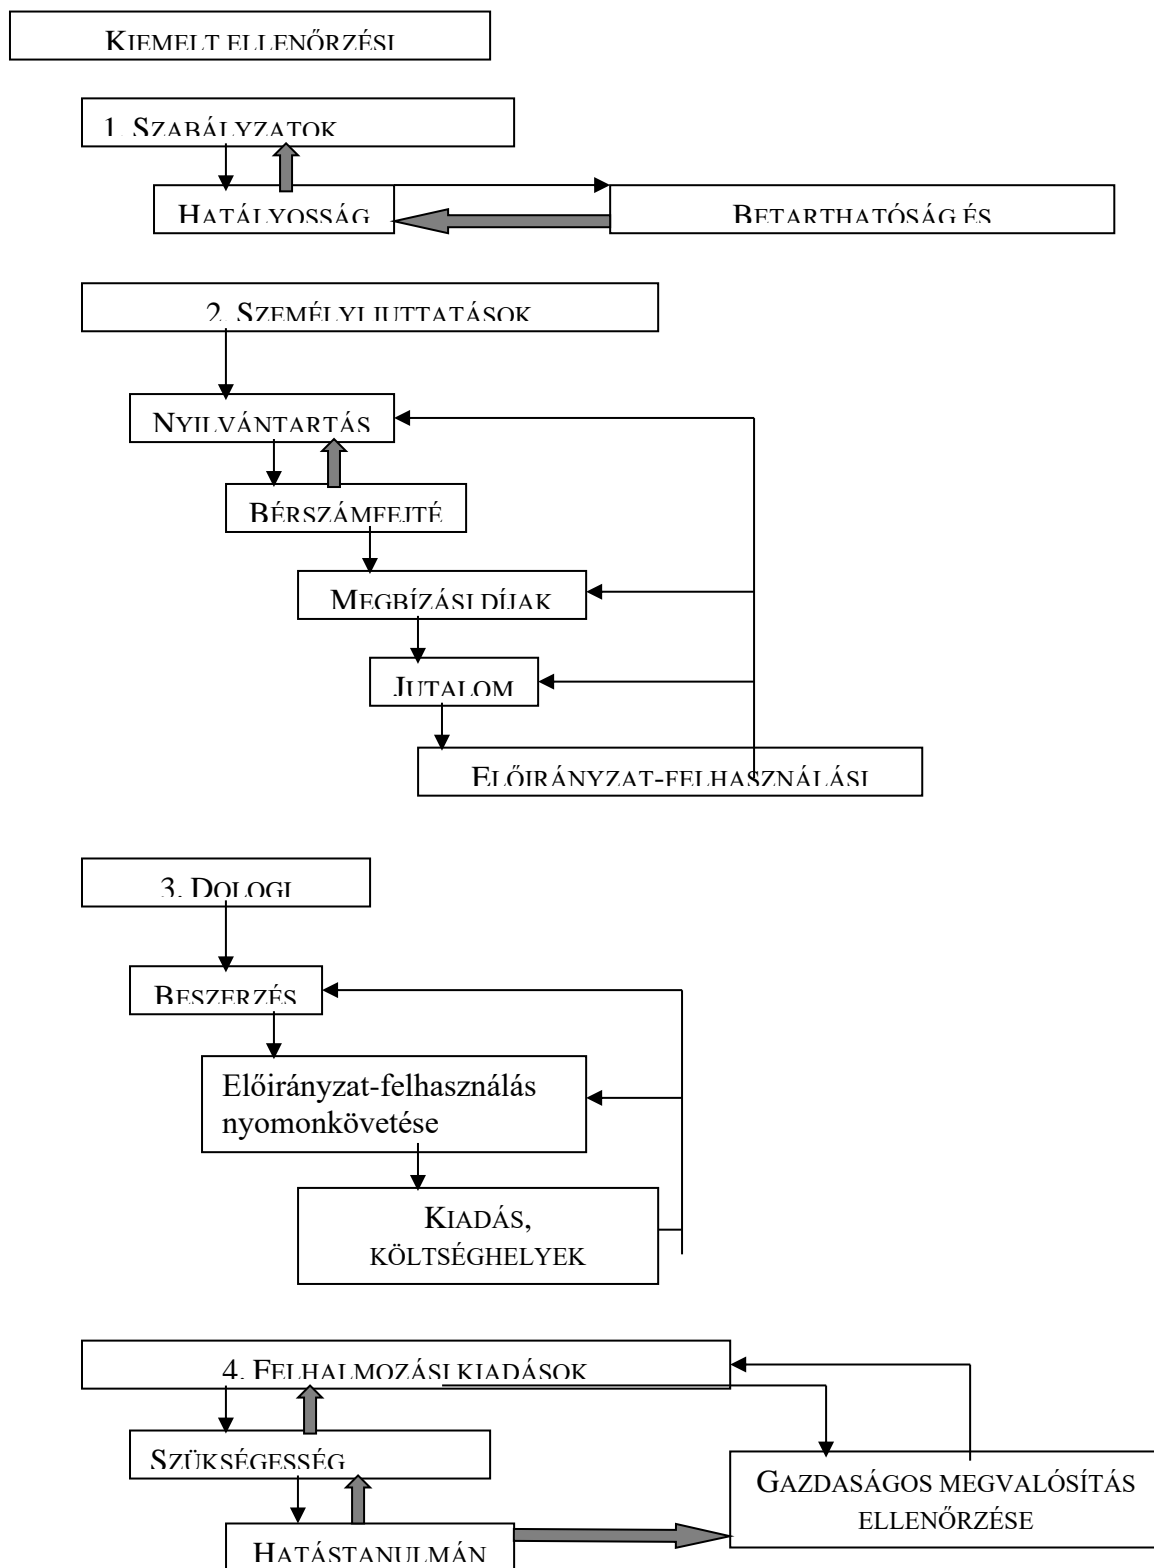 KIEMELT ELLENŐRZÉSI
1. SZABÁLYZATOK
HATÁLYOSSÁG
BETARTHATÓSÁG ÉS
2. SZEMÉLYI JUTTATÁSOK
NYILVÁNTARTÁS
BÉRSZÁMFEJTÉ
MEGBÍZÁSI DÍJAK
JUTALOM
ELŐIRÁNYZAT-FELHASZNÁLÁSI
3. DOLOGI
BESZERZÉS
Előirányzat-felhasználás
nyomonkövetése
KIADÁS,
KÖLTSÉGHELYEK
4. FELHALMOZÁSI KIADÁSOK
SZÜKSÉGESSÉG
GAZDASÁGOS MEGVALÓSÍTÁS
ELLENŐRZÉSE
HATÁSTANULMÁN